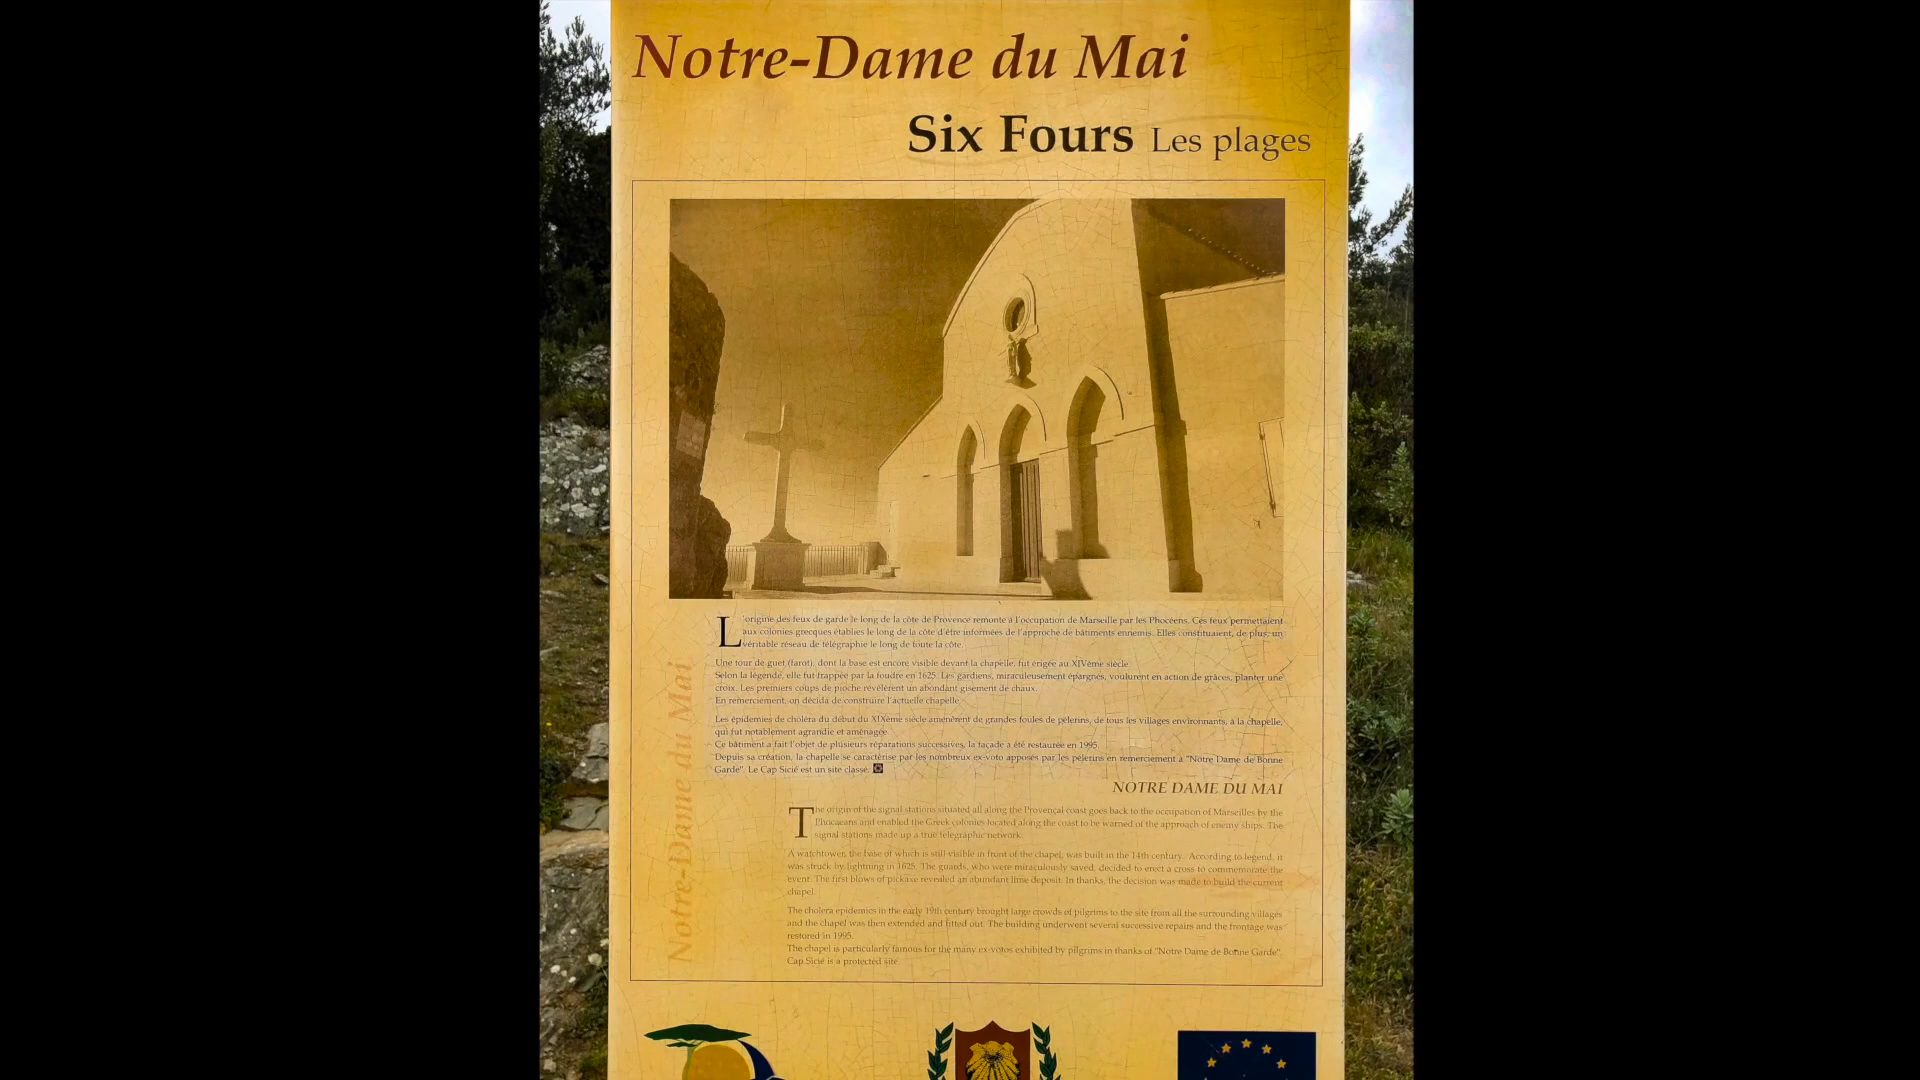 Notre-Dame du Mai
Six Fours Les plages
L'origine des feux de garde le long de la côte de Provence remonte à l'occupation de Marseille par les Phocéens. Ces feux permettaient
aux colonies grecques établies le long de la côte d'être informées de l'approche de bâtiments ennemis. Elles constituaient, de plus, un
véritable réseau de télégraphie le long de toute la côte.
Une tour de guet (farot), dont la base est encore visible devant la chapelle, fut érigée au XIVème siècle.
Selon la légende, elle fut frappée par la foudre en 1625. Les gardiens, miraculeusement épargnés, voulurent en action de grâces, planter une
croix. Les premiers coups de pioche révélèrent un abondant gisement de chaux.
En remerciement, on décida de construire l'actuelle chapelle.
Les épidémies de choléra du début du XIXème siècle amenèrent de grandes foules de pèlerins, de tous les villages environnants, à la chapelle,
qui fut notablement agrandie et aménagée.
Ce bâtiment a fait l'objet de plusieurs réparations successives, la façade a été restaurée en 1995.
Depuis sa création, la chapelle se caractérise par les nombreux ex-voto apposés par les pèlerins en remerciement à "Notre Dame de Bonne
Garde". Le Cap Sicié est un site classé.
NOTRE DAME DU MAI
The origin of the signal stations situated all along the Provençal coast goes back to the occupation of Marseilles by the
Phocaeans and enabled the Greek colonies located along the coast to be warned of the approach of enemy ships. The
signal stations made up a true telegraphic network.
A watchtower, the base of which is still visible in front of the chapel, was built in the 14th century. According to legend, it
was struck by lightning in 1625. The guards, who were miraculously saved, decided to erect a cross to commemorate the
event. The first blows of pickaxe revealed an abundant lime deposit. In thanks, the decision was made to build the current
chapel.
The cholera epidemics in the early 19th century brought large crowds of pilgrims to the site from all the surrounding villages
and the chapel was then extended and fitted out. The building underwent several successive repairs and the frontage was
restored in 1995.
The chapel is particularly famous for the many ex-votos exhibited by pilgrims in thanks of "Notre Dame de Bonne Garde".
Cap Sicié is a protected site.
Notre-Dame du Mai